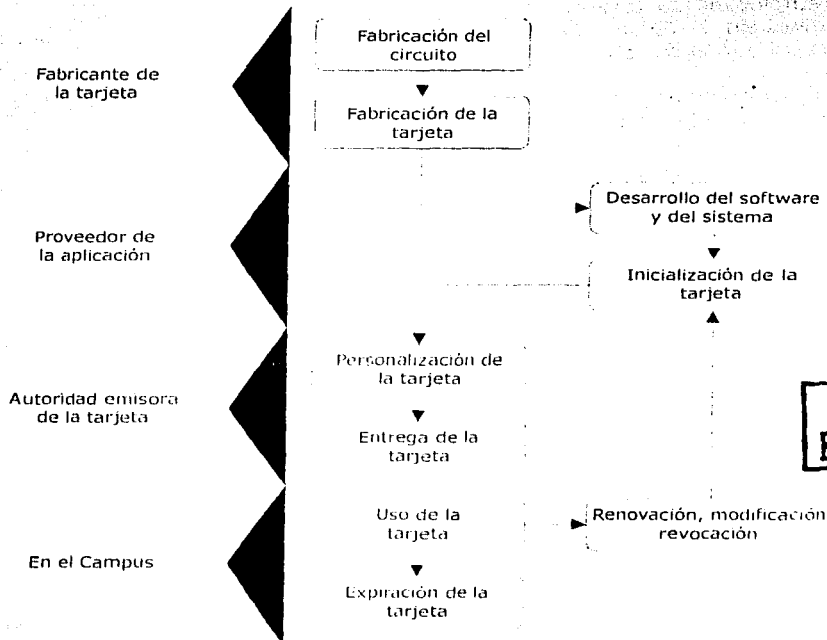 Fabricación del
circuito
Fabricante de
la tarjeta
Fabricación de la
tarjeta
Desarrollo del software
y del sistema
Proveedor de
la aplicación
Inicialización de la
tarjeta
Personalización de
la tarjeta
Autoridad emisora
de la tarjeta
Entrega de la
tarjeta
Uso de la
tarjeta
Renovación, modificación
revocación
En el Campus
Expiración de la
tarjeta